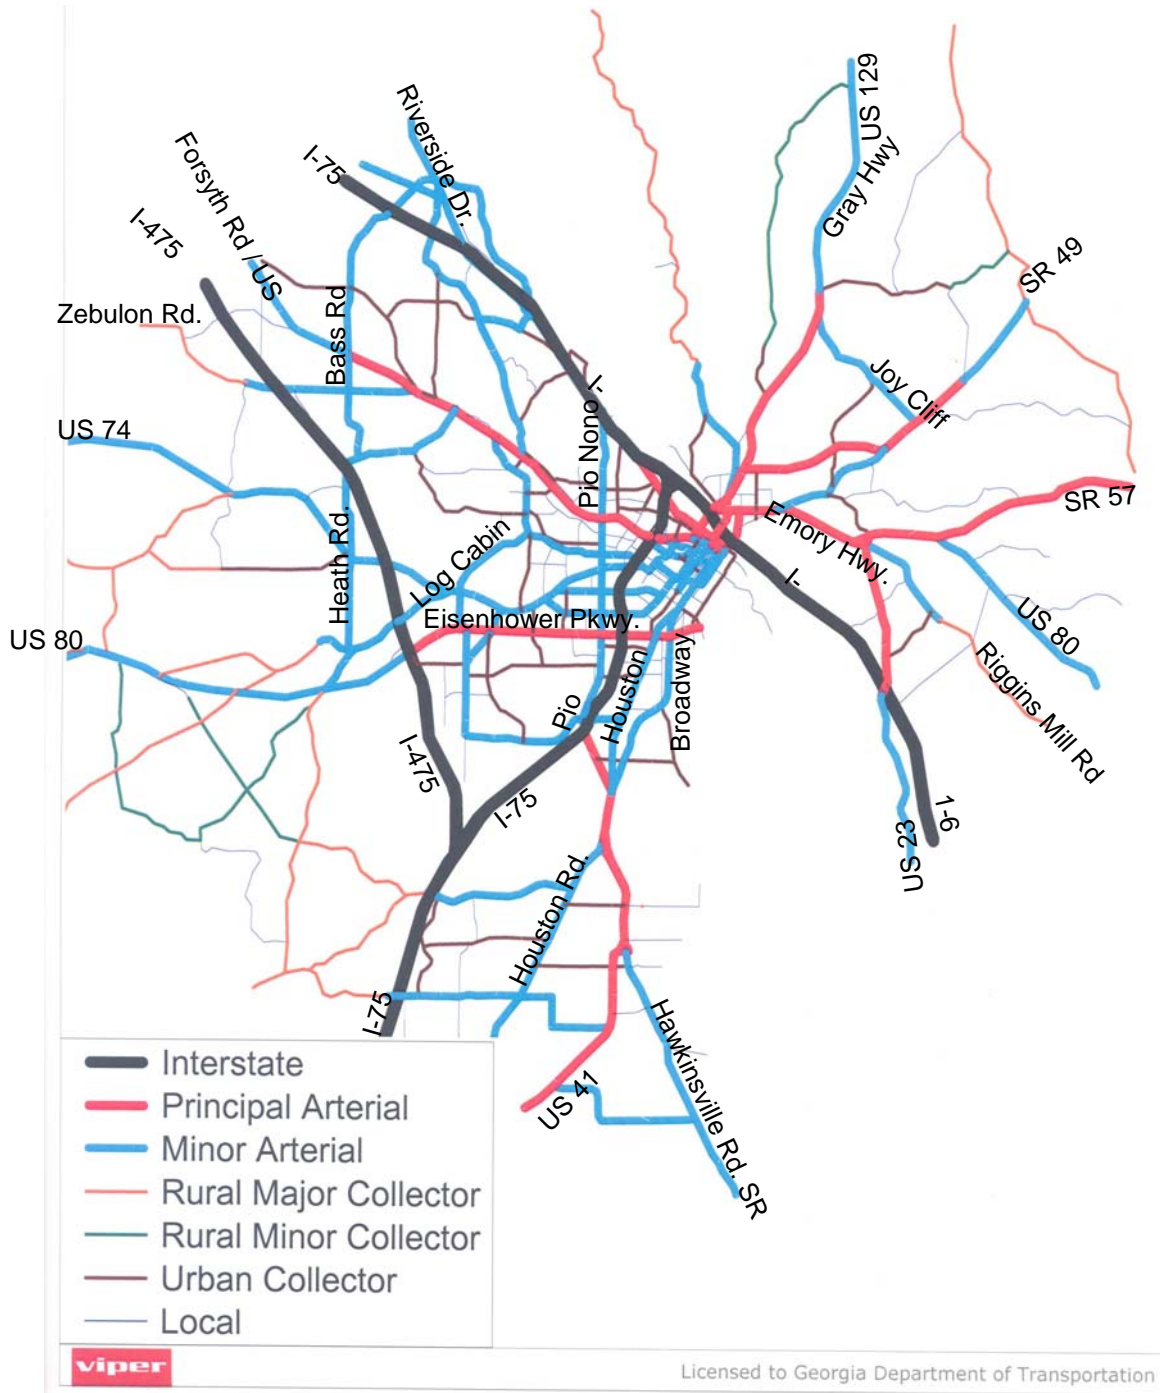 US 129
Riverside Dr.
I-75
Forsyth Rd / US
Gray Hwy
I-475
SR 49
Zebulon Rd.
Bass Rd
Joy Cliff
I-
US 74
Pio Nono
SR 57
Emory Hwy.
Heath Rd.
Log Cabin
I-
Eisenhower Pkwy.
US 80
US 80
Riggins Mill Rd
Houston
Broadway
Pio
I-475
I-75
1-6
US 23
Houston Rd.
I-75
Hawkinsville Rd. SR
US 41
Interstate
Principal Arterial
Minor Arterial
Rural Major Collector
Rural Minor Collector
Urban Collector
Local
viper
Licensed to Georgia Department of Transportation